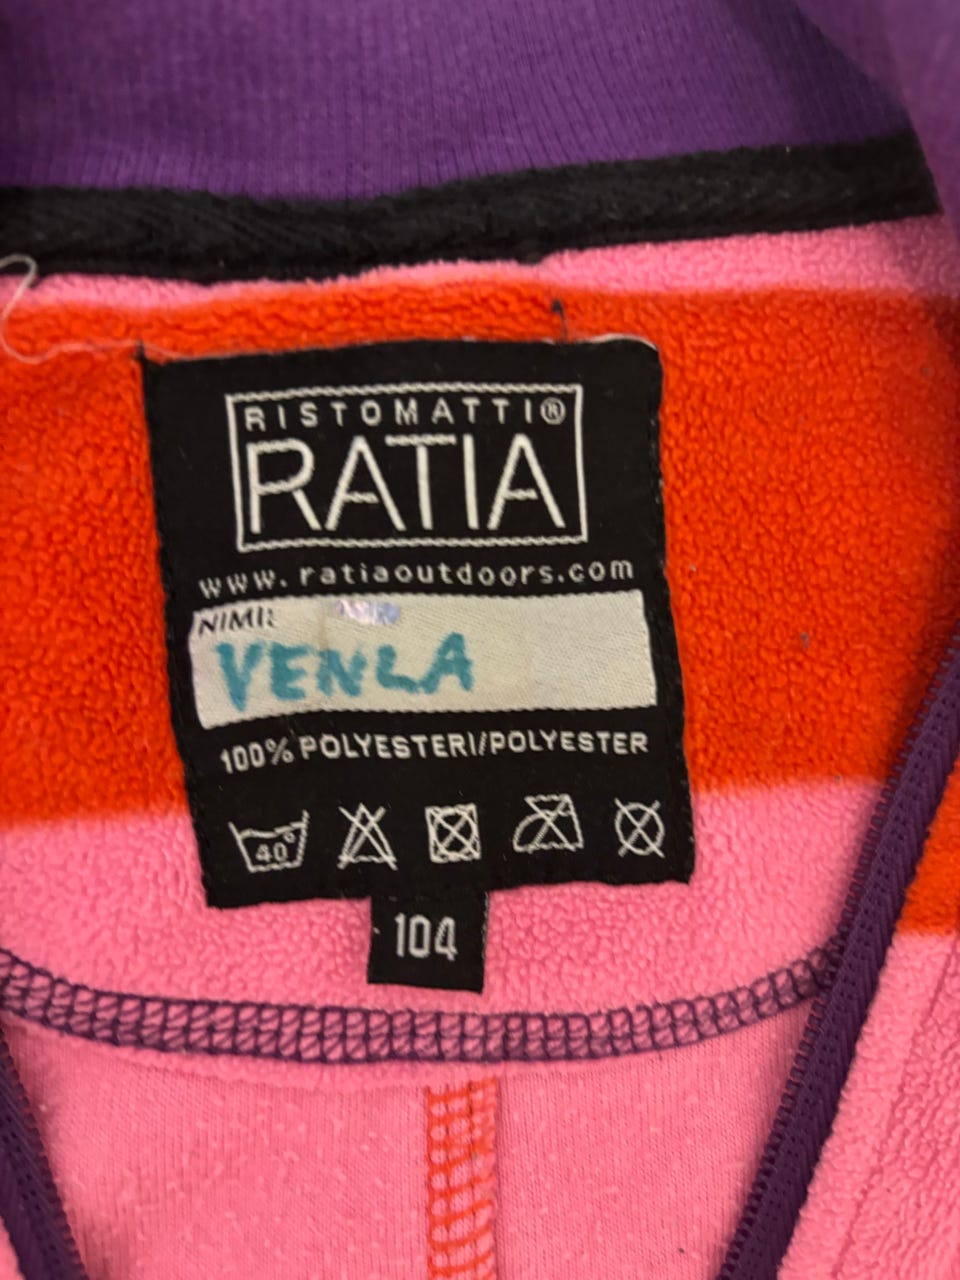 RISTOMATTI®
RATIA
www.ratiaoutdoors.com
NIMI:
VENLA
100% POLYESTERI/POLYESTER
40°
104